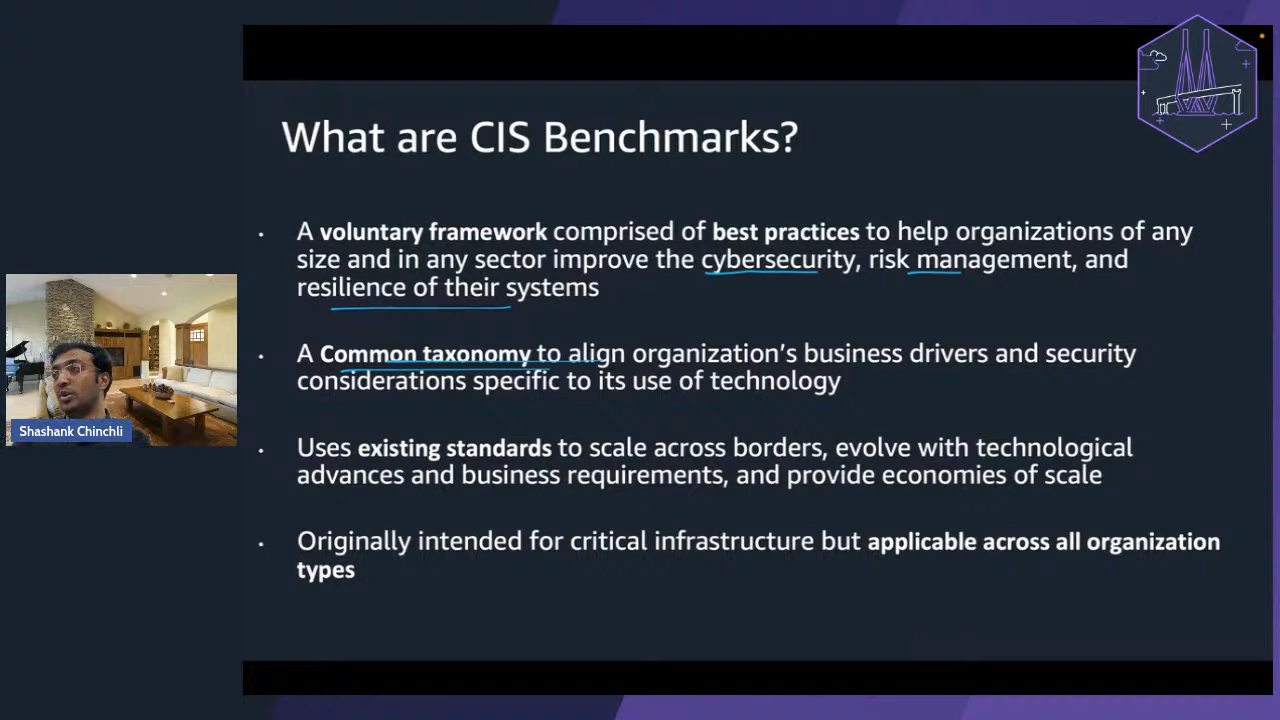 What are CIS Benchmarks?
A voluntary framework comprised of best practices to help organizations of any
size and in any sector improve the cybersecurity, risk management, and
resilience of their systems
A Common taxonomy to align organization's business drivers and security
considerations specific to its use of technology
Uses existing standards to scale across borders, evolve with technological
advances and business requirements, and provide economies of scale
Originally intended for critical infrastructure but applicable across all organization
types
Shashank Chinchli